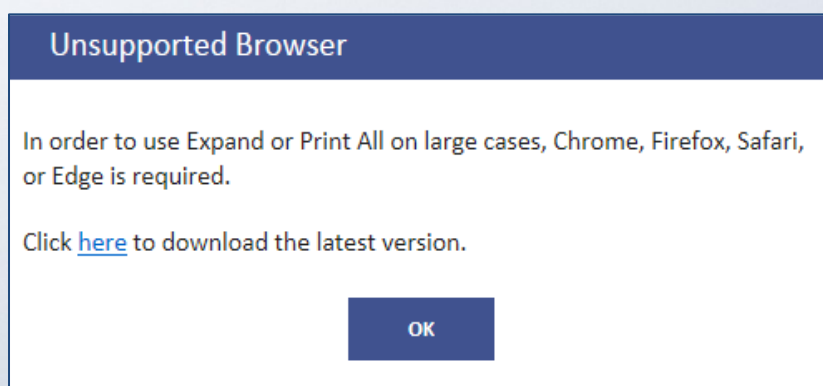 Unsupported Browser
In order to use Expand or Print All on large cases, Chrome, Firefox, Safari,
or Edge is required.
Click here to download the latest version.
OK